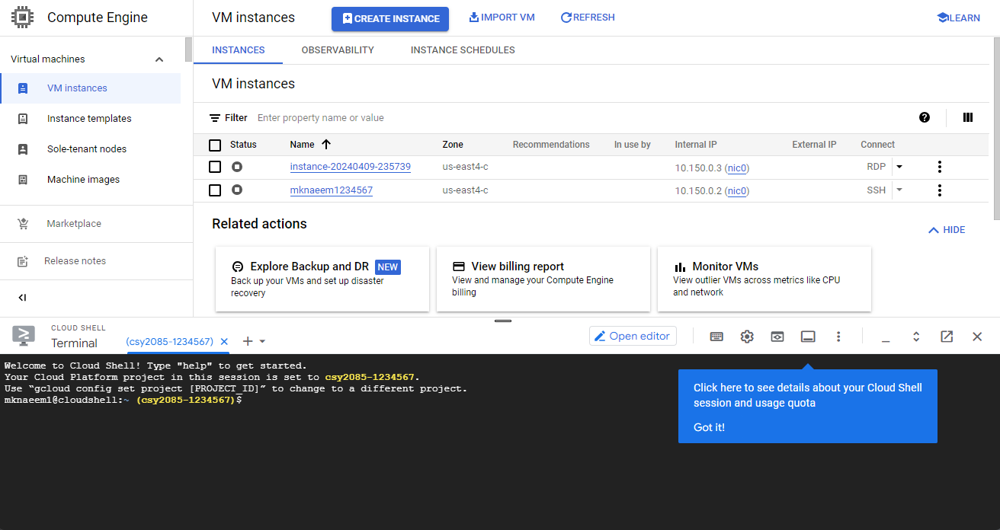 Compute Engine
VM instances
CREATE INSTANCE
IMPORT VM
REFRESH
LEARN
Virtual machines
VM instances
Instance templates
Sole-tenant nodes
Machine images
Marketplace
Release notes
INSTANCES OBSERVABILITY INSTANCE SCHEDULES
VM instances
Filter Enter property name or value
Status Name Zone Recommendations In use by Internal IP External IP Connect
instance-20240409-235739 us-east4-c 10.150.0.3 (nic0) RDP
mknaeem1234567 us-east4-c 10.150.0.2 (nic0) SSH
Related actions
HIDE
Explore Backup and DR NEW
Back up your VMs and set up disaster
recovery
View billing report
View and manage your Compute Engine
billing
Monitor VMs
View outlier VMs across metrics like CPU
and network
CLOUD SHELL
Terminal
(csy2085-1234567)
Open editor
Welcome to Cloud Shell! Type "help" to get started.
Your Cloud Platform project in this session is set to csy2085-1234567.
Use “gcloud config set project [PROJECT_ID]” to change to a different project.
mknaeem1@cloudshell:~ (csy2085-1234567)$
Click here to see details about your Cloud Shell
session and usage quota
Got it!